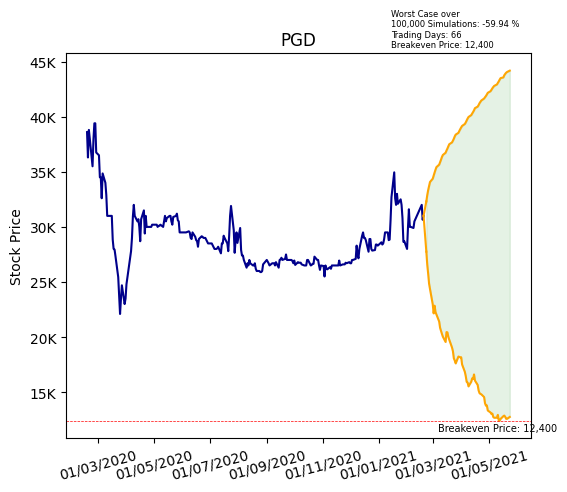 Worst Case over
100,000 Simulations: -59.94 %
Trading Days: 66
Breakeven Price: 12,400
PGD
Stock Price
45K
40K
35K
30K
25K
20K
15K
Breakeven Price: 12,400
01/03/2020 01/05/2020 01/07/2020 01/09/2020 01/11/2020 01/01/2021 01/03/2021 01/05/2021